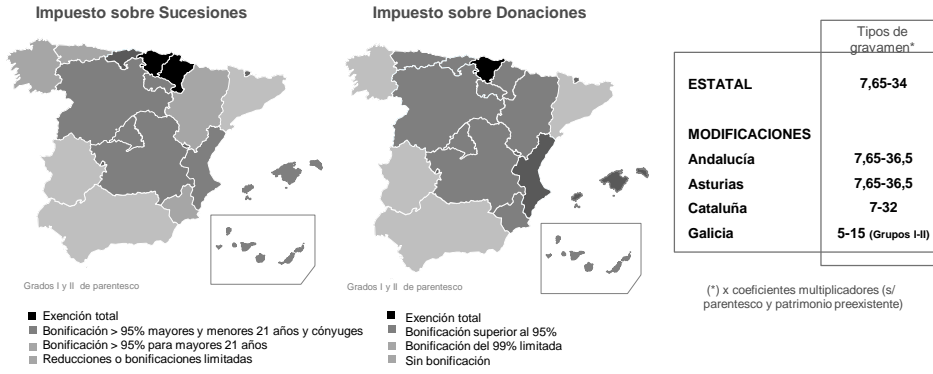 Impuesto sobre Sucesiones
Grados I y II de parentesco
Exención total
Bonificación > 95% mayores y menores 21 años y cónyuges
Bonificación > 95% para mayores 21 años
Reducciones o bonificaciones limitadas
Impuesto sobre Donaciones
Grados I y II de parentesco
Exención total
Bonificación superior al 95%
Bonificación del 99% limitada
Sin bonificación
Tipos de
gravamen*
ESTATAL 7,65-34
MODIFICACIONES
Andalucía 7,65-36,5
Asturias 7,65-36,5
Cataluña 7-32
Galicia 5-15 (Grupos I-II)
(*) x coeficientes multiplicadores (s/
parentesco y patrimonio preexistente)